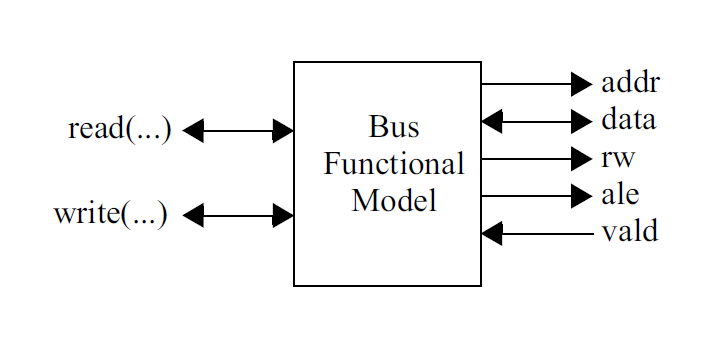 read(...)
write(...)
Bus
Functional
Model
addr
data
rw
ale
vald